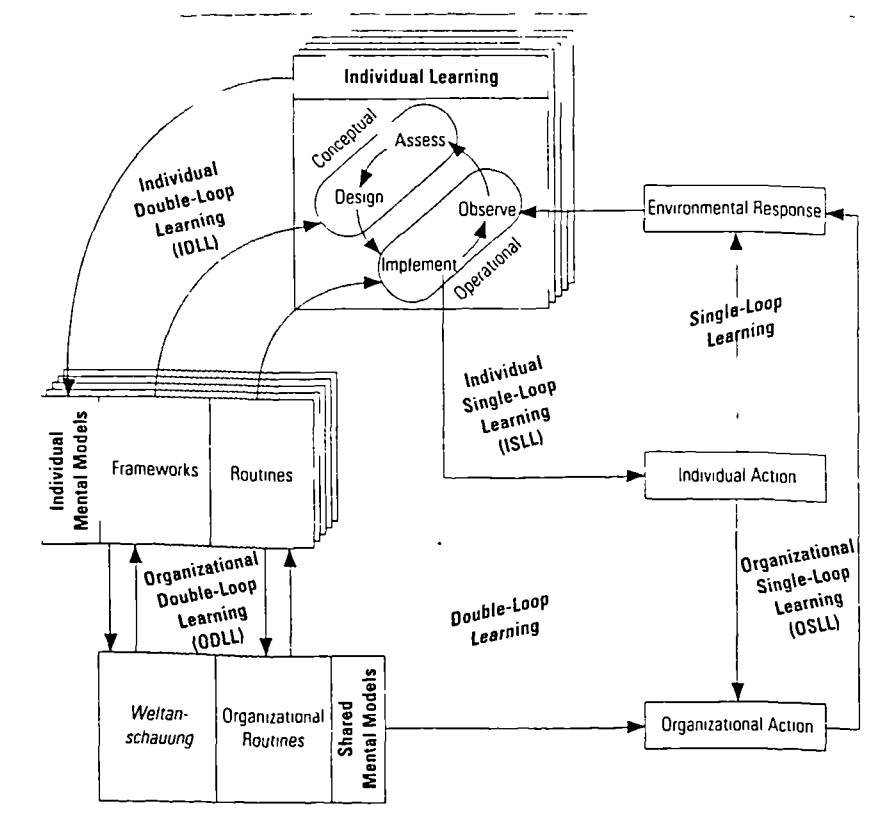 Individual Learning
Conceptual
Assess
Design
Observe
Implement
Operational
Individual
Double-Loop
Learning
(IDLL)
Environmental Response
Single-Loop
Learning
Individual
Single-Loop
Learning
(ISLL)
Individual
Mental Models
Frameworks
Routines
Individual Action
Organizational
Double-Loop
Learning
(ODLL)
Double-Loop
Learning
Organizational
Single-Loop
Learning
(OSLL)
Weltan-
schauung
Organizational
Routines
Shared
Mental Models
Organizational Action